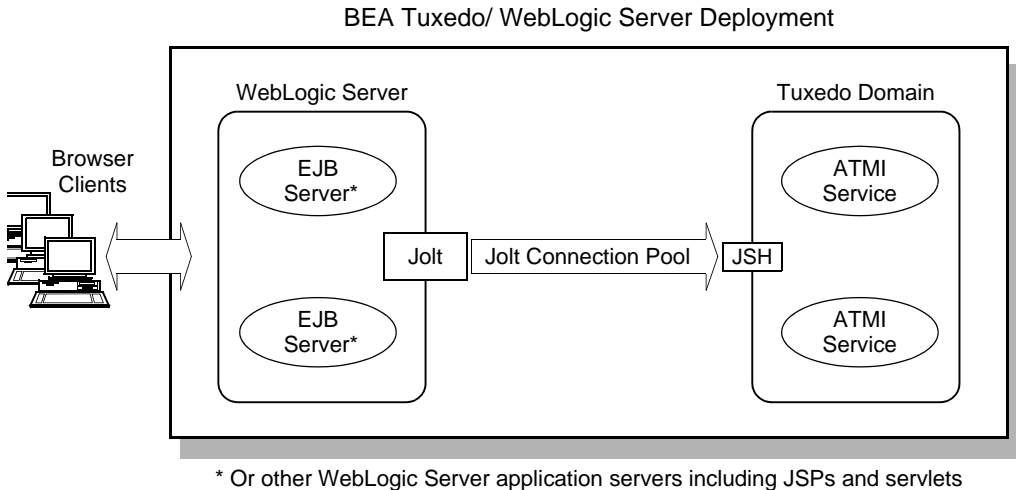 BEA Tuxedo/ WebLogic Server Deployment
WebLogic Server
Tuxedo Domain
Browser
Clients
EJB
Server*
ATMI
Service
Jolt
Jolt Connection Pool
JSH
EJB
Server*
ATMI
Service
* Or other WebLogic Server application servers including JSPs and servlets